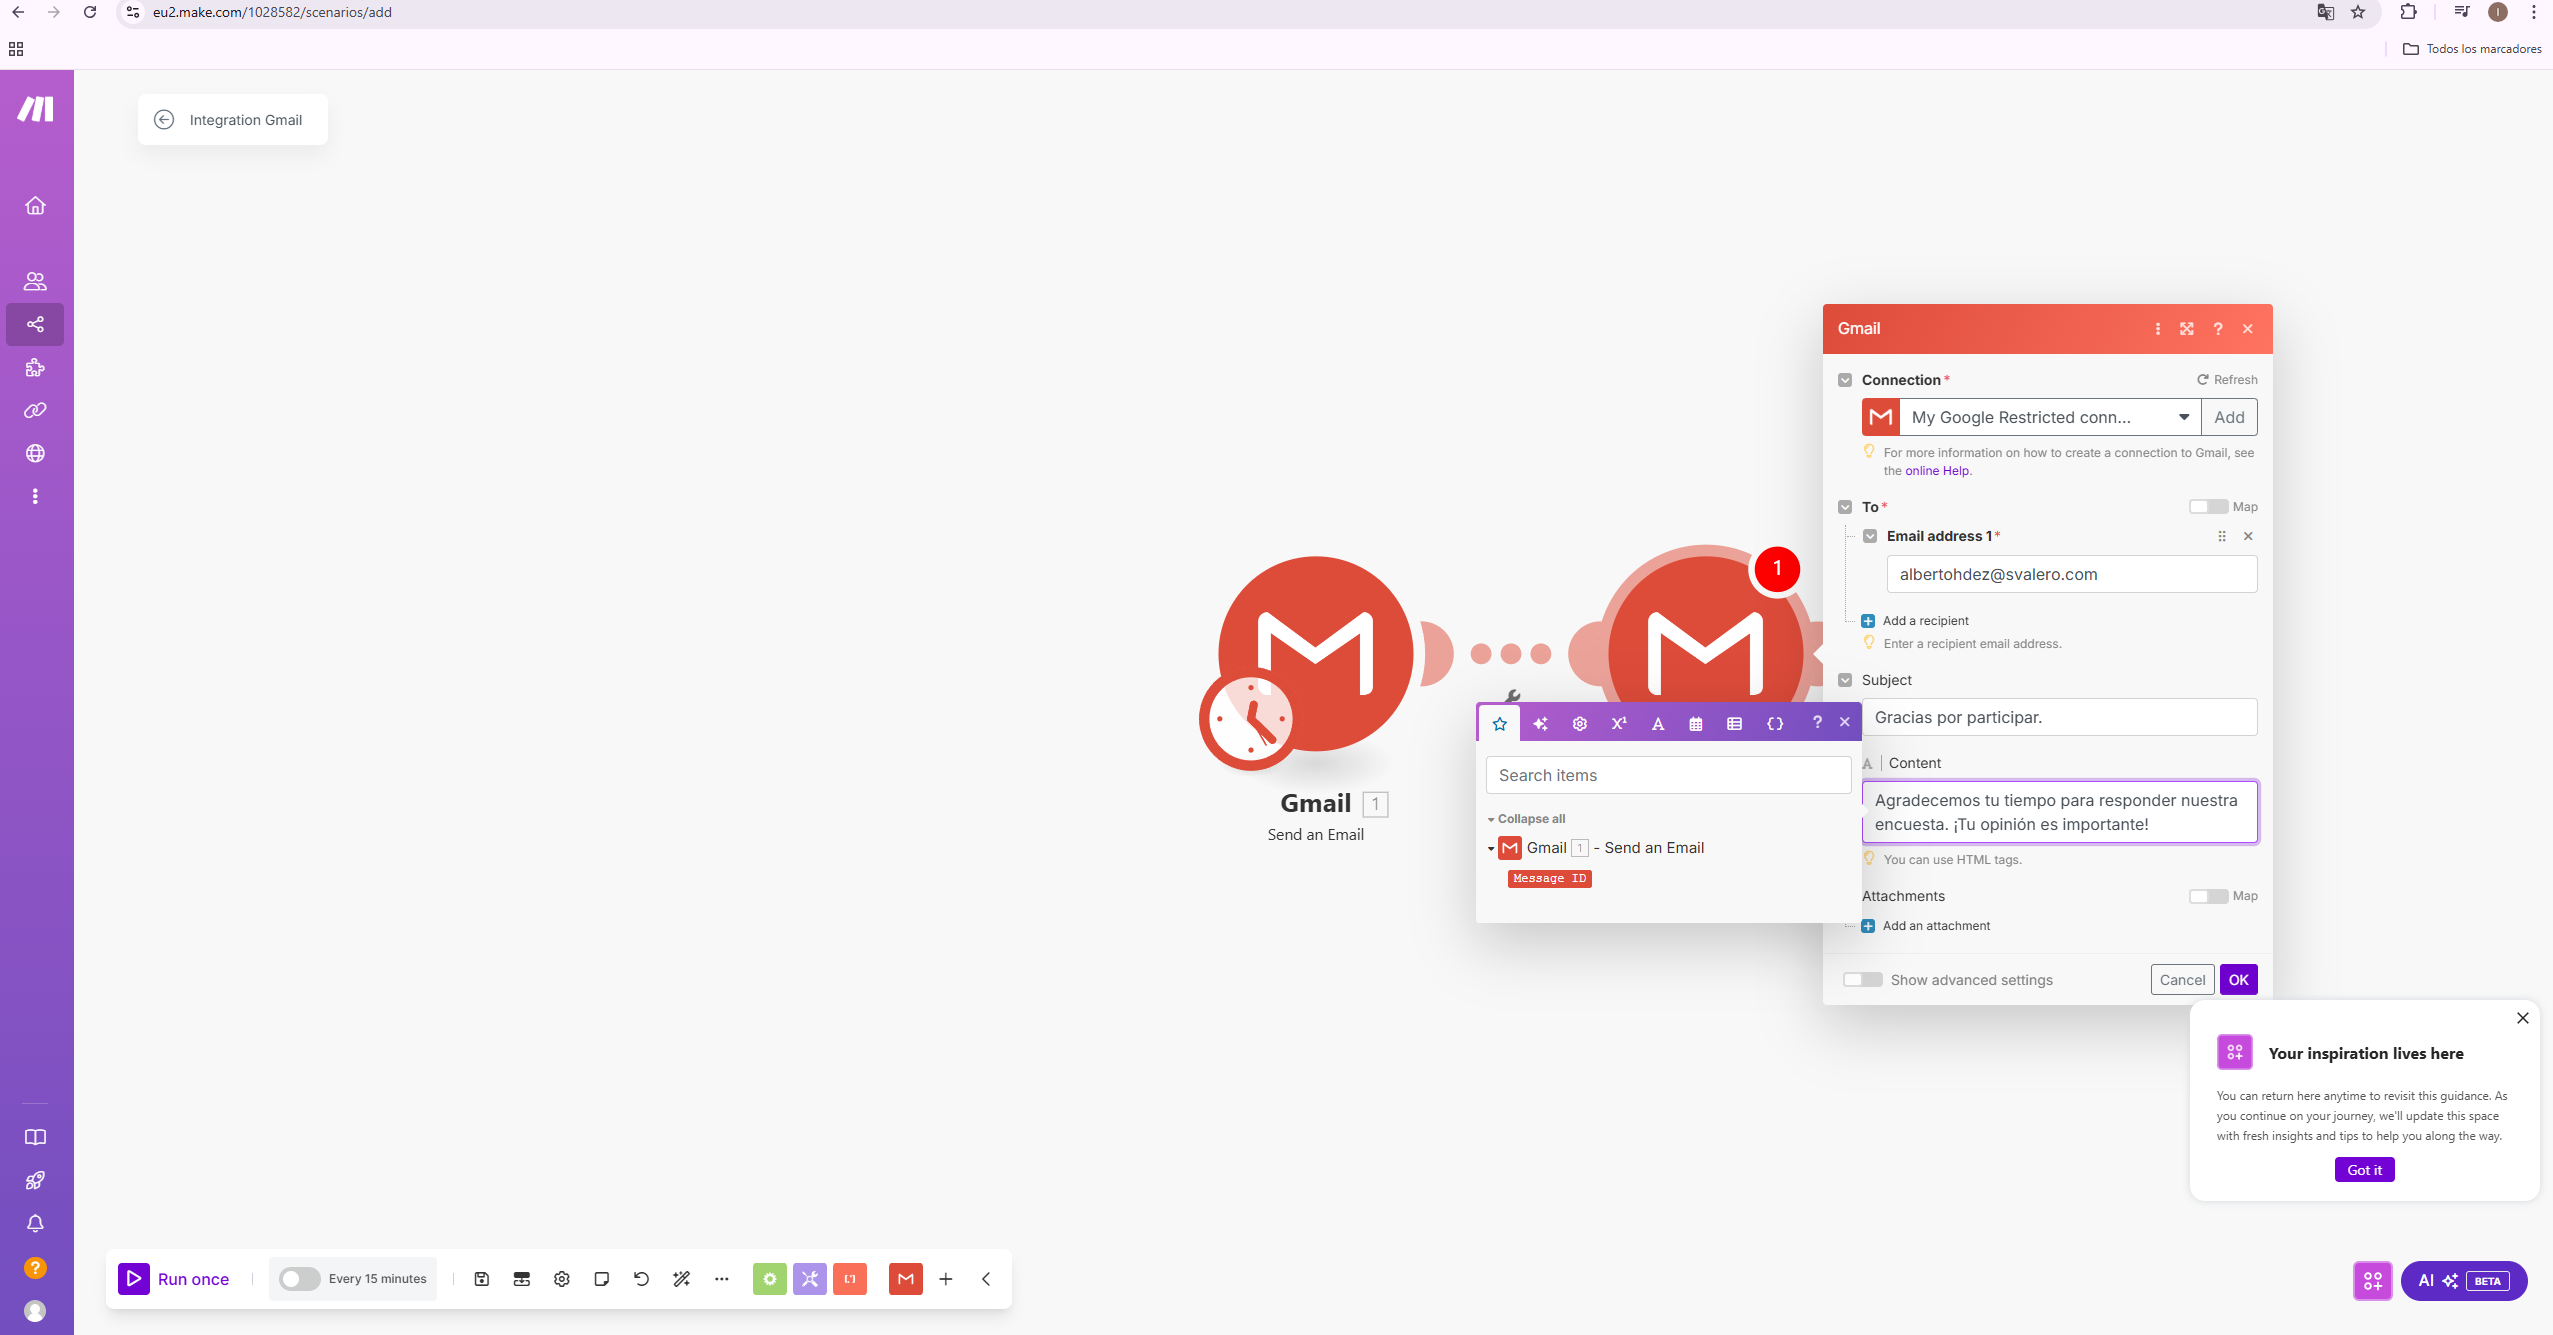 eu2.make.com/1028582/scenarios/add
I
Todos los marcadores
Integration Gmail
Gmail
?
Connection *
Refresh
My Google Restricted conn...
Add
For more information on how to create a connection to Gmail, see
the online Help.
To *
Map
Email address 1 *
albertohdez@svalero.com
Add a recipient
Enter a recipient email address.
Subject
Gracias por participar.
A | Content
Agradecemos tu tiempo para responder nuestra
encuesta. ¡Tu opinión es importante!
You can use HTML tags.
Attachments
Map
Add an attachment
Show advanced settings
Cancel
OK
1
Gmail 1
Send an Email
X¹
A
{}
?
Search items
Collapse all
Gmail 1 - Send an Email
Message ID
Your inspiration lives here
You can return here anytime to revisit this guidance. As
you continue on your journey, we'll update this space
with fresh insights and tips to help you along the way.
Got it
?
Run once
Every 15 minutes
AI
BETA